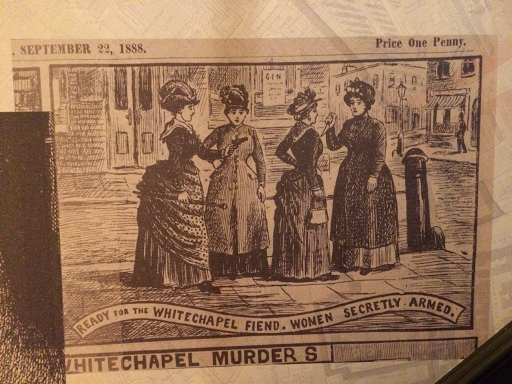 SEPTEMBER 22, 1888.
Price One Penny.
GIN
READY FOR THE WHITECHAPEL FIEND. WOMEN SECRETLY ARMED.
WHITECHAPEL MURDERS